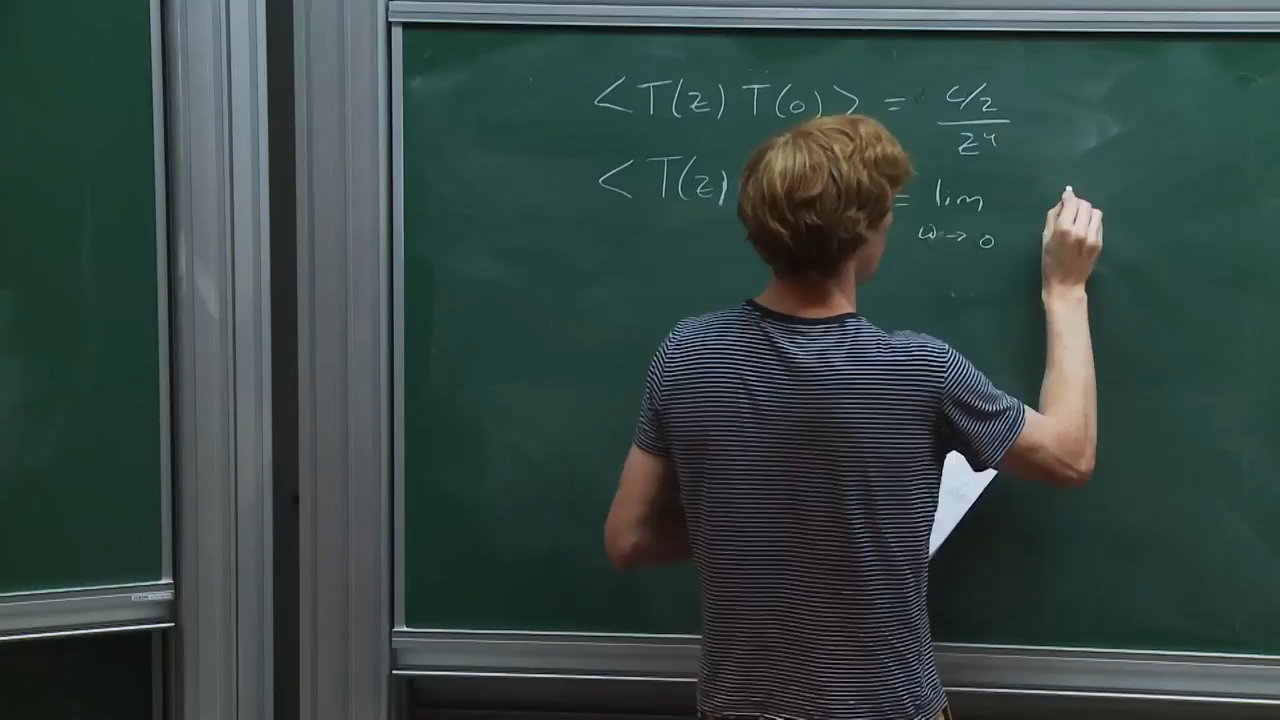 <T(z) T(0)> = c/2 / z⁴
<T(z) = lim
ω → 0